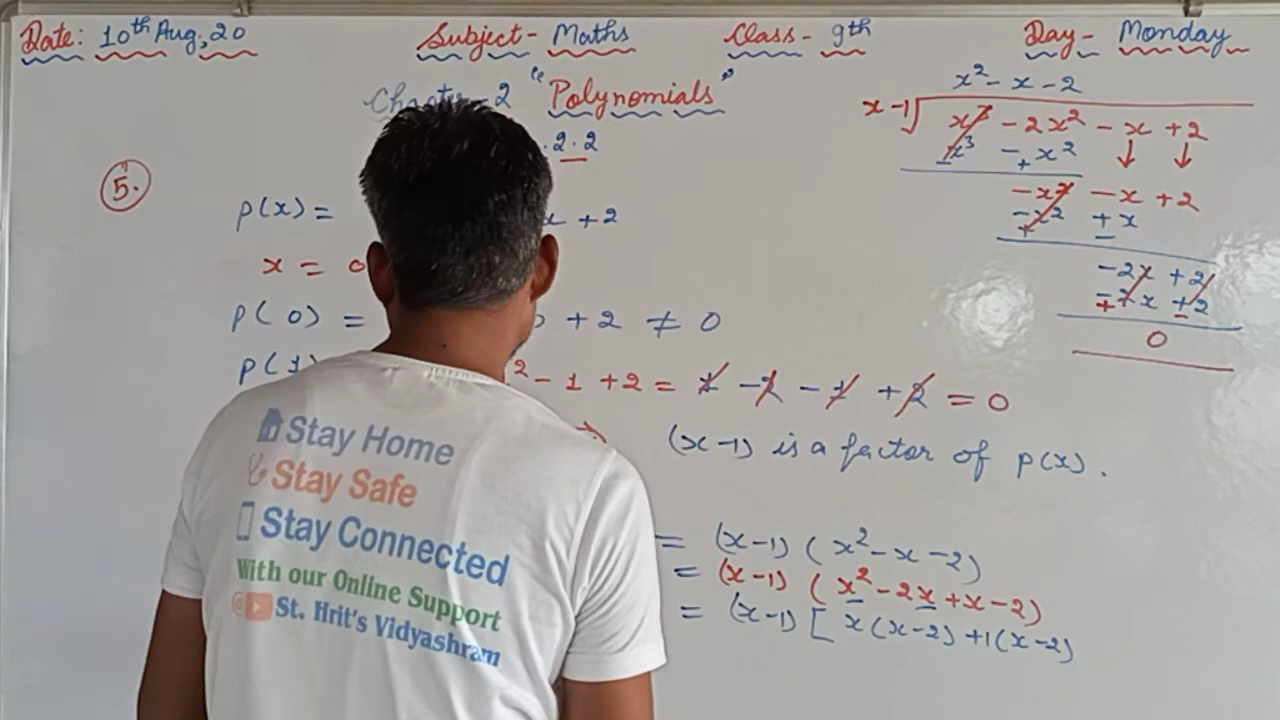 Date: 10th Aug, 20 Subject- Maths Class- 9th Day- Monday
Chapter-2 "Polynomials"
.2.2
5.
p(x) = x +2
x = 0
p( 0) = + 2 ≠ 0
p(1) 2 - 1 + 2 = 1 - 2 - 1 + 2 = 0
⇒ (x-1) is a factor of p(x).
= (x-1) (x² - x - 2)
= (x-1) (x² - 2x + x - 2)
= (x-1) [ x(x-2) +1(x-2)
x² - x - 2
x-1 x³ - 2x² - x + 2
x³ - x²
- +
-x² - x + 2
-x² + x
+ -
-2x + 2
-2x + 2
+ -
0
Stay Home
Stay Safe
Stay Connected
With our Online Support
@ St. Hrit's Vidyashram